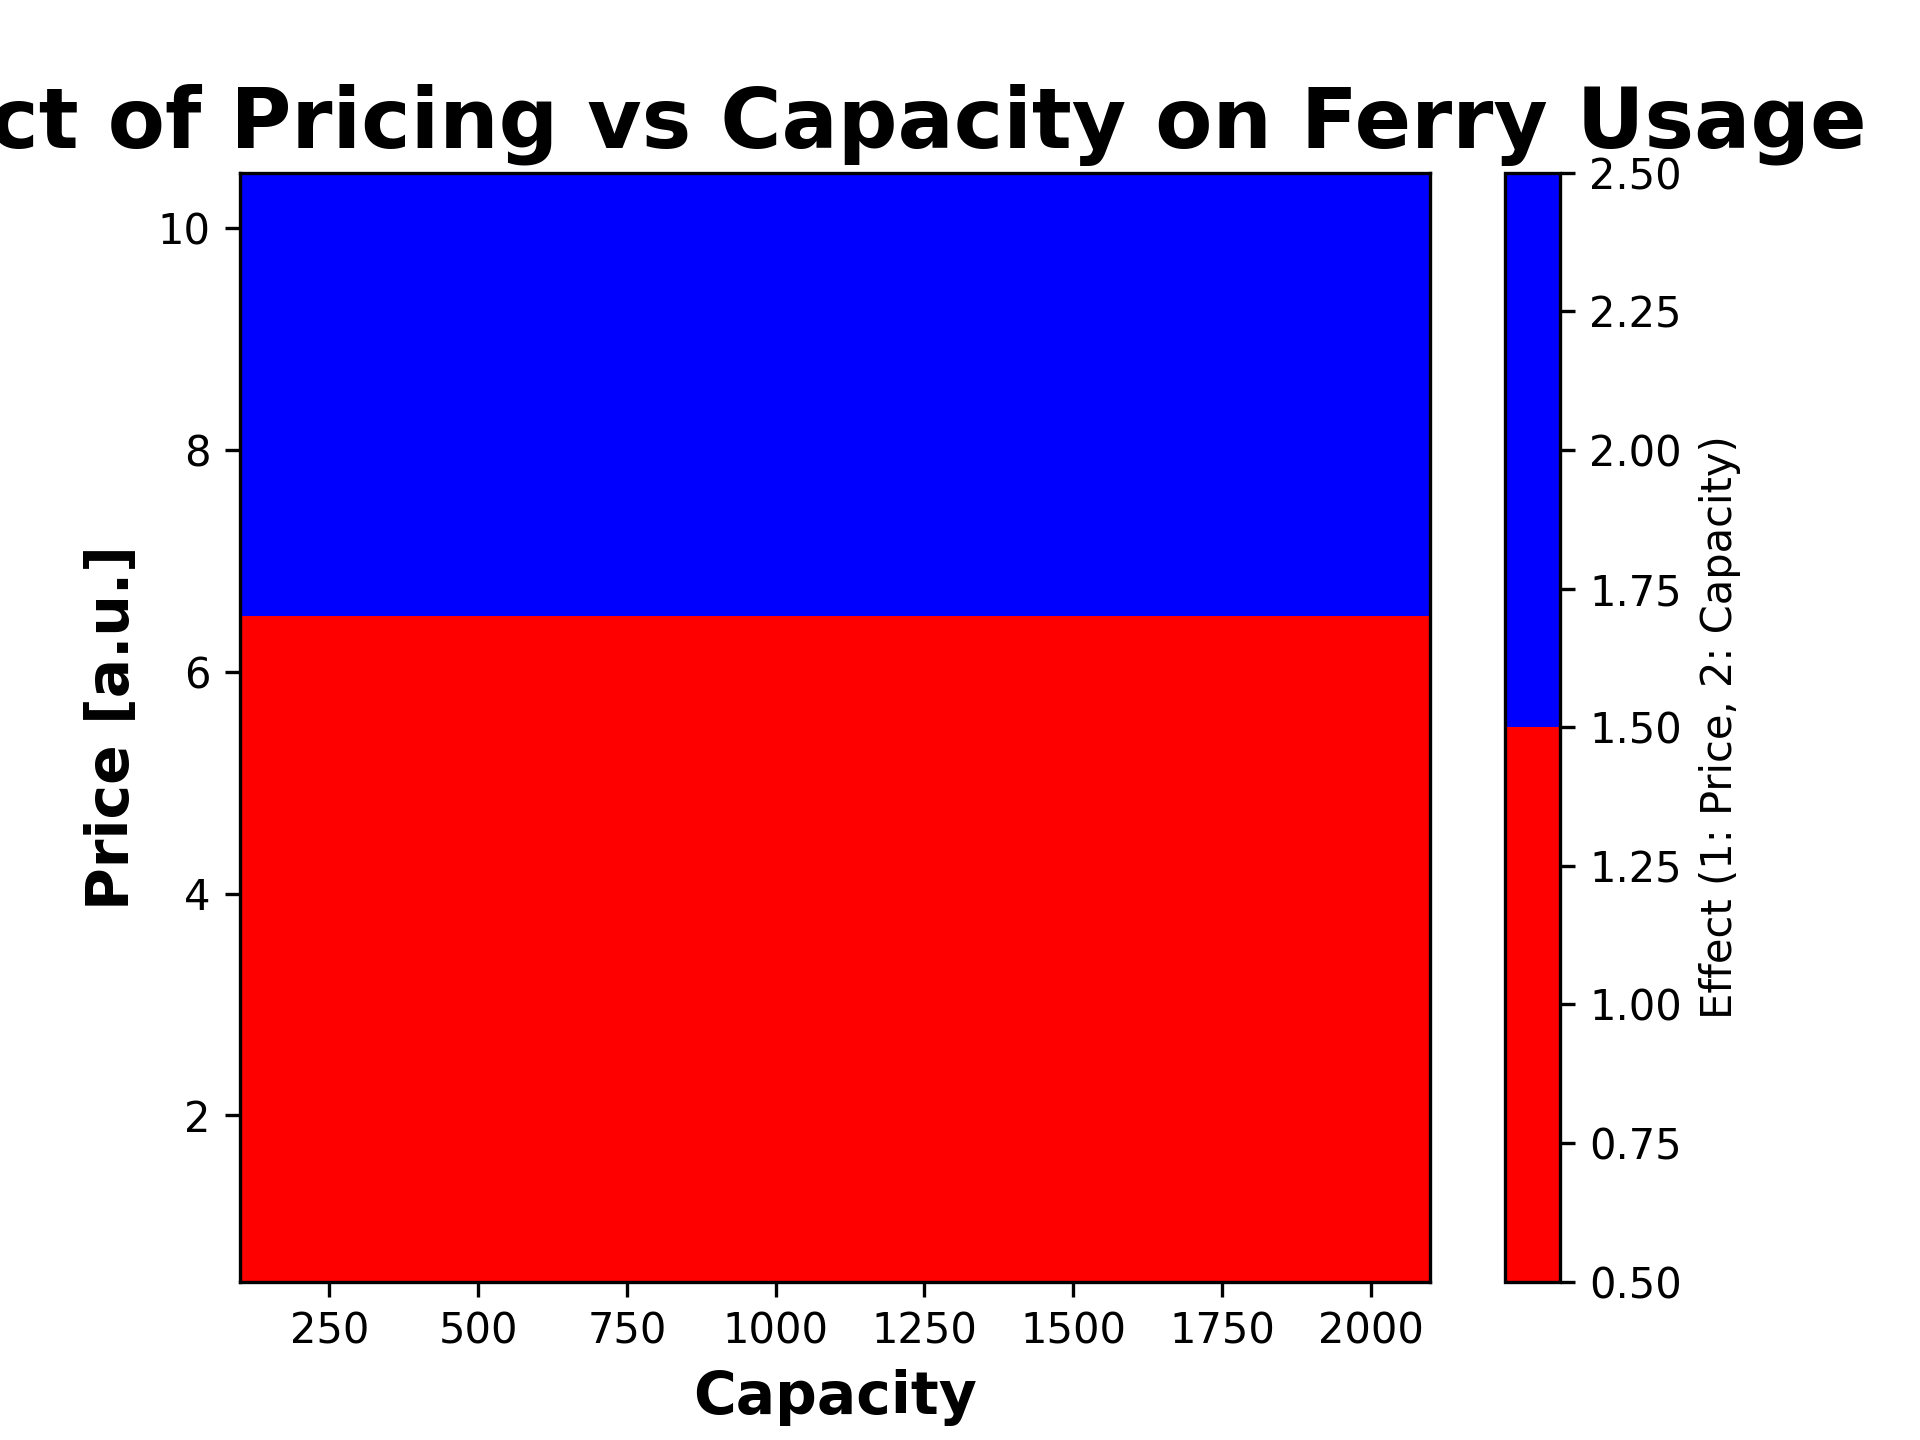 ct of Pricing vs Capacity on Ferry Usage
Price [a.u.]
10
8
6
4
2
250 500 750 1000 1250 1500 1750 2000
Capacity
2.50
2.25
2.00
1.75
1.50
1.25
1.00
0.75
0.50
Effect (1: Price, 2: Capacity)